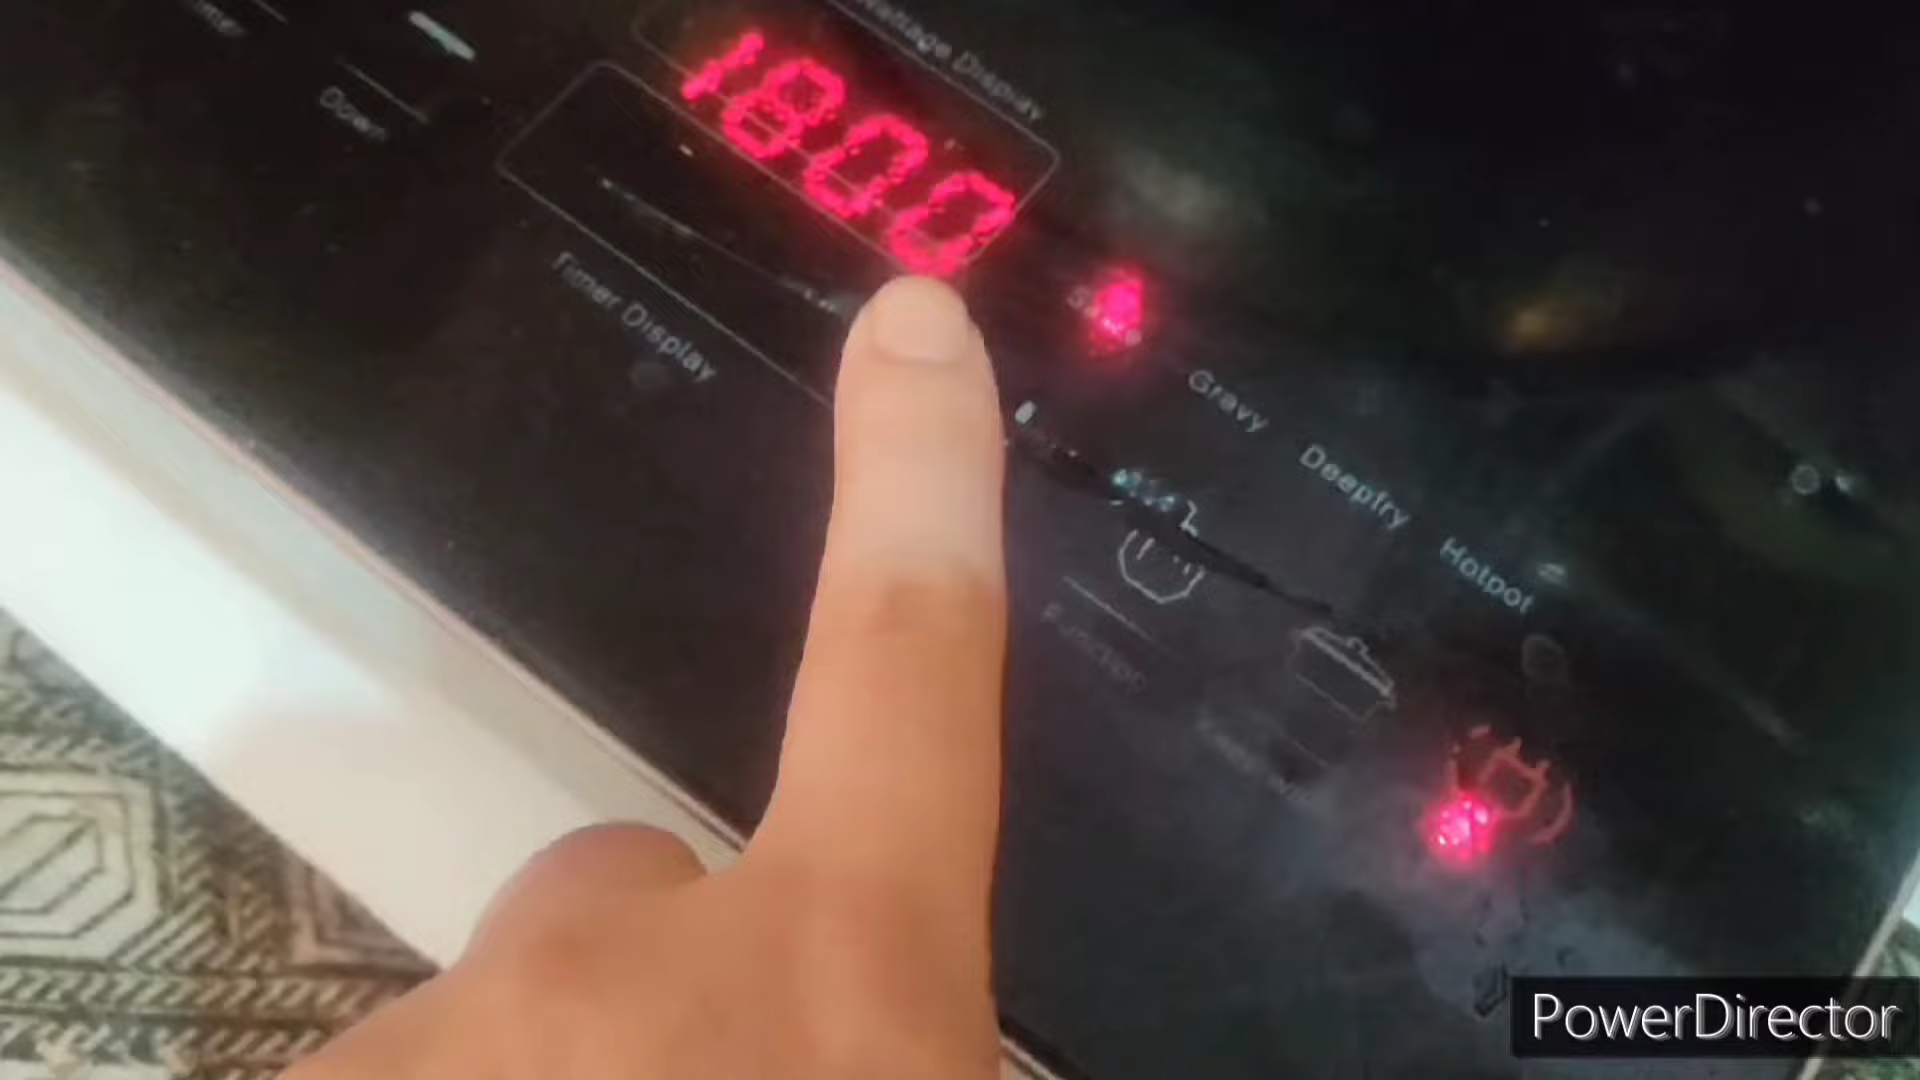 Wattage Display
1800
Down
Timer Display
Gravy
Deepfry
Hotpot
Function
PowerDirector